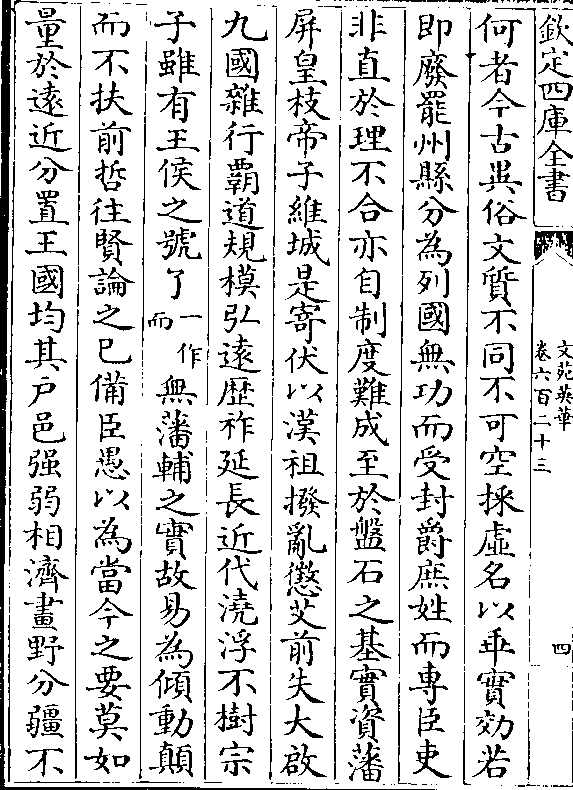 欽定四庫全書
文苑英華
卷六百二十三
四
何者今古異俗文質不同不可空採虛名以乖實効若
即廢罷州縣分為列國無功而受封爵庶姓而專臣吏
非直於理不合亦自制度難成至於盤石之基實資藩
屏皇枝帝子維城是寄伏以漢祖撥亂懲艾前失大啟
九國雜行覇道規模弘遠歴祚延長近代澆浮不樹宗
子雖有王侯之號了一作而無藩輔之實故易為傾動顛
而不扶前哲往賢論之已備臣愚以為當今之要莫如
量於逺近分置王國均其户邑强弱相濟畫野分疆不